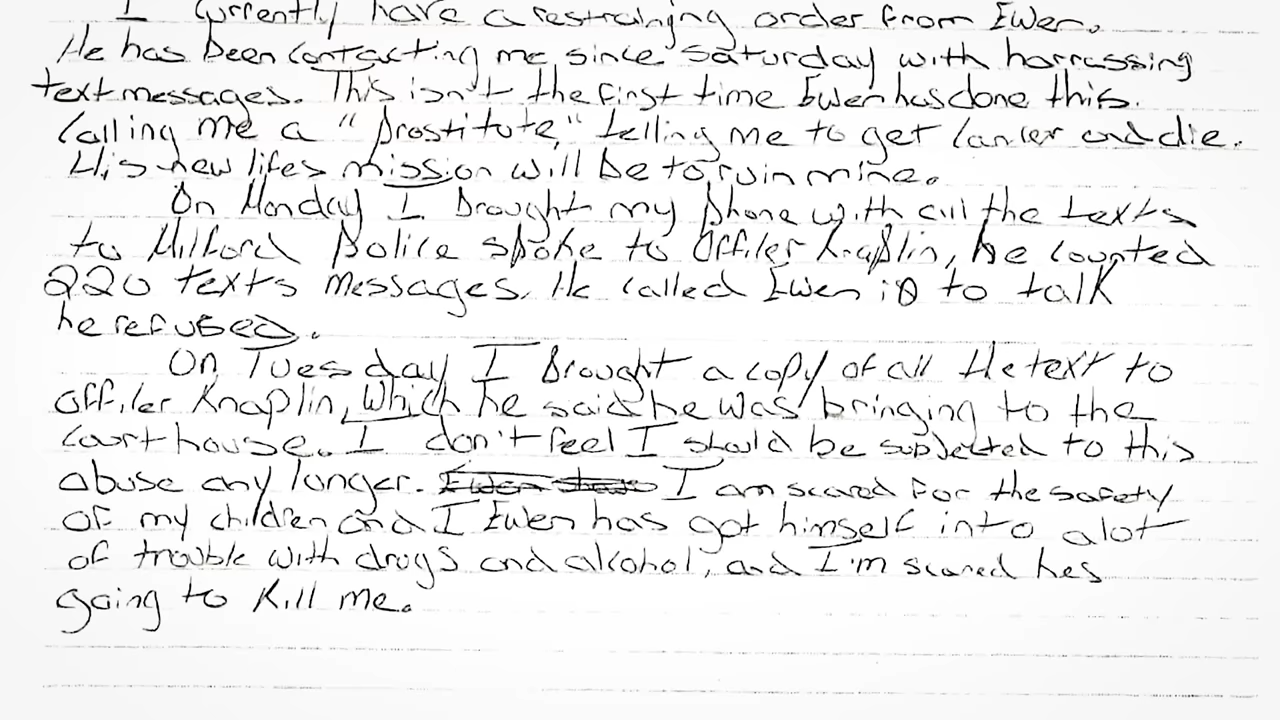 I currently have a restraining order from Ewen.
He has been contacting me since saturday with harrassing
text messages. This isn't the first time Ewen has done this.
Calling me a "Prostitute," telling me to get cancer and die.
His new lifes mission will be to ruin mine.
On Monday I brought my phone with all the texts
to Milford Police spoke to Officer Knaplin, he counted
220 texts messages. He called Ewen to talk
he refused.
On Tuesday I brought a copy of all the text to
Officer Knaplin, Which he said he was bringing to the
courthouse. I don't feel I should be subjected to this
abuse any longer. I am scared for the safety
of my children and I Ewen has got himself into alot
of trouble with drugs and alcohol, and I'm scared hes
going to kill me.